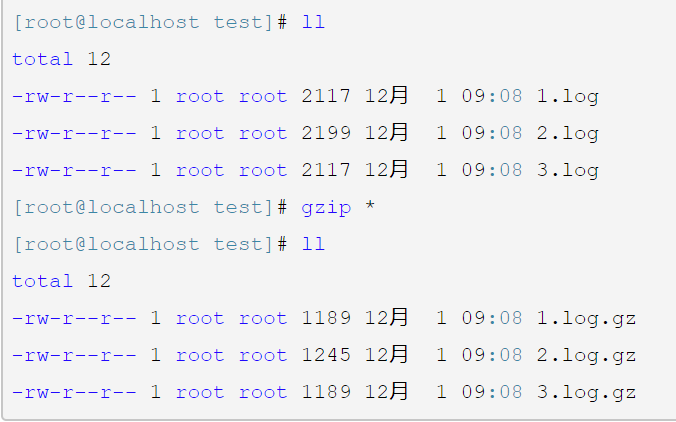 [root@localhost test]# ll
total 12
-rw-r--r-- 1 root root 2117 12月  1 09:08 1.log
-rw-r--r-- 1 root root 2199 12月  1 09:08 2.log
-rw-r--r-- 1 root root 2117 12月  1 09:08 3.log
[root@localhost test]# gzip *
[root@localhost test]# ll
total 12
-rw-r--r-- 1 root root 1189 12月  1 09:08 1.log.gz
-rw-r--r-- 1 root root 1245 12月  1 09:08 2.log.gz
-rw-r--r-- 1 root root 1189 12月  1 09:08 3.log.gz